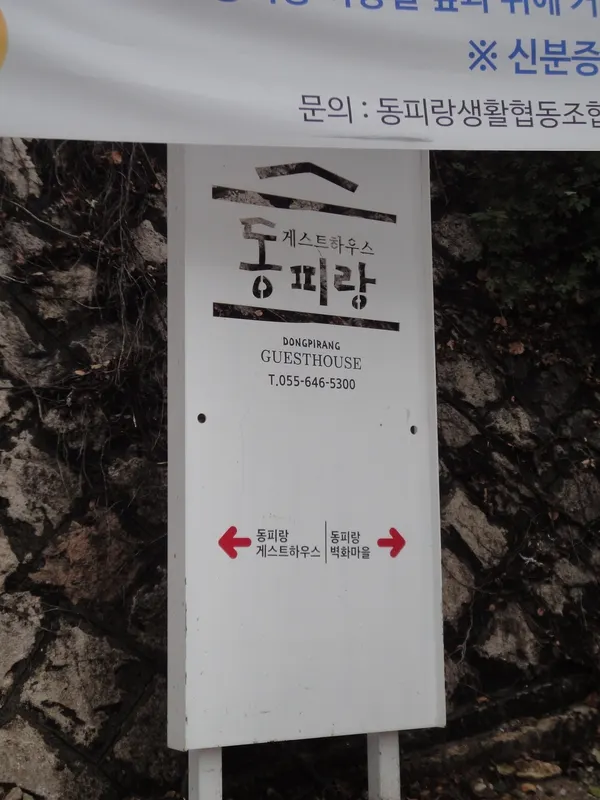 ※ 신분증
문의 : 동피랑생활협동조합
게스트하우스
동피랑
DONGPIRANG
GUESTHOUSE
T.055-646-5300
동피랑
게스트하우스
동피랑
벽화마을